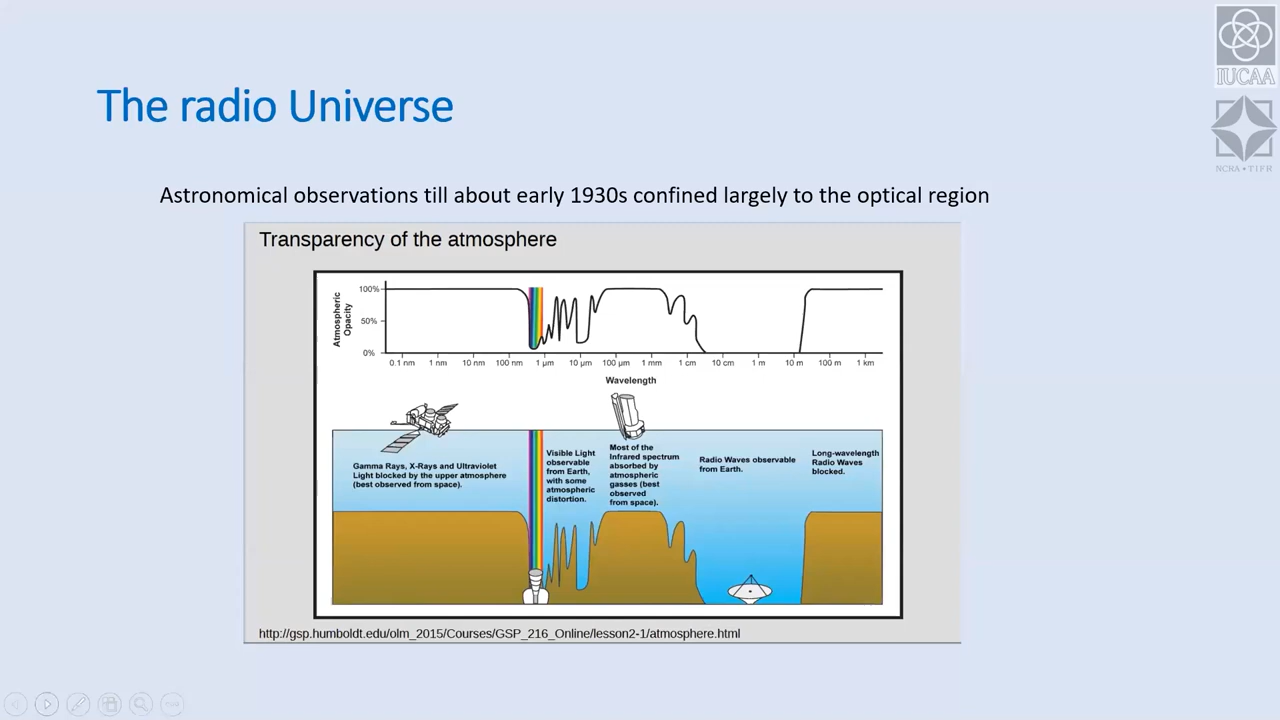 IUCAA
NCRA • TIFR
The radio Universe
Astronomical observations till about early 1930s confined largely to the optical region
Transparency of the atmosphere
Atmospheric
Opacity
100%
50%
0%
0.1 nm 1 nm 10 nm 100 nm 1 µm 10 µm 100 µm 1 mm 1 cm 10 cm 1 m 10 m 100 m 1 km
Wavelength
Gamma Rays, X-Rays and Ultraviolet
Light blocked by the upper atmosphere
(best observed from space).
Visible Light
observable
from Earth,
with some
atmospheric
distortion.
Most of the
Infrared spectrum
absorbed by
atmospheric
gasses (best
observed
from space).
Radio Waves observable
from Earth.
Long-wavelength
Radio Waves
blocked.
http://gsp.humboldt.edu/olm_2015/Courses/GSP_216_Online/lesson2-1/atmosphere.html